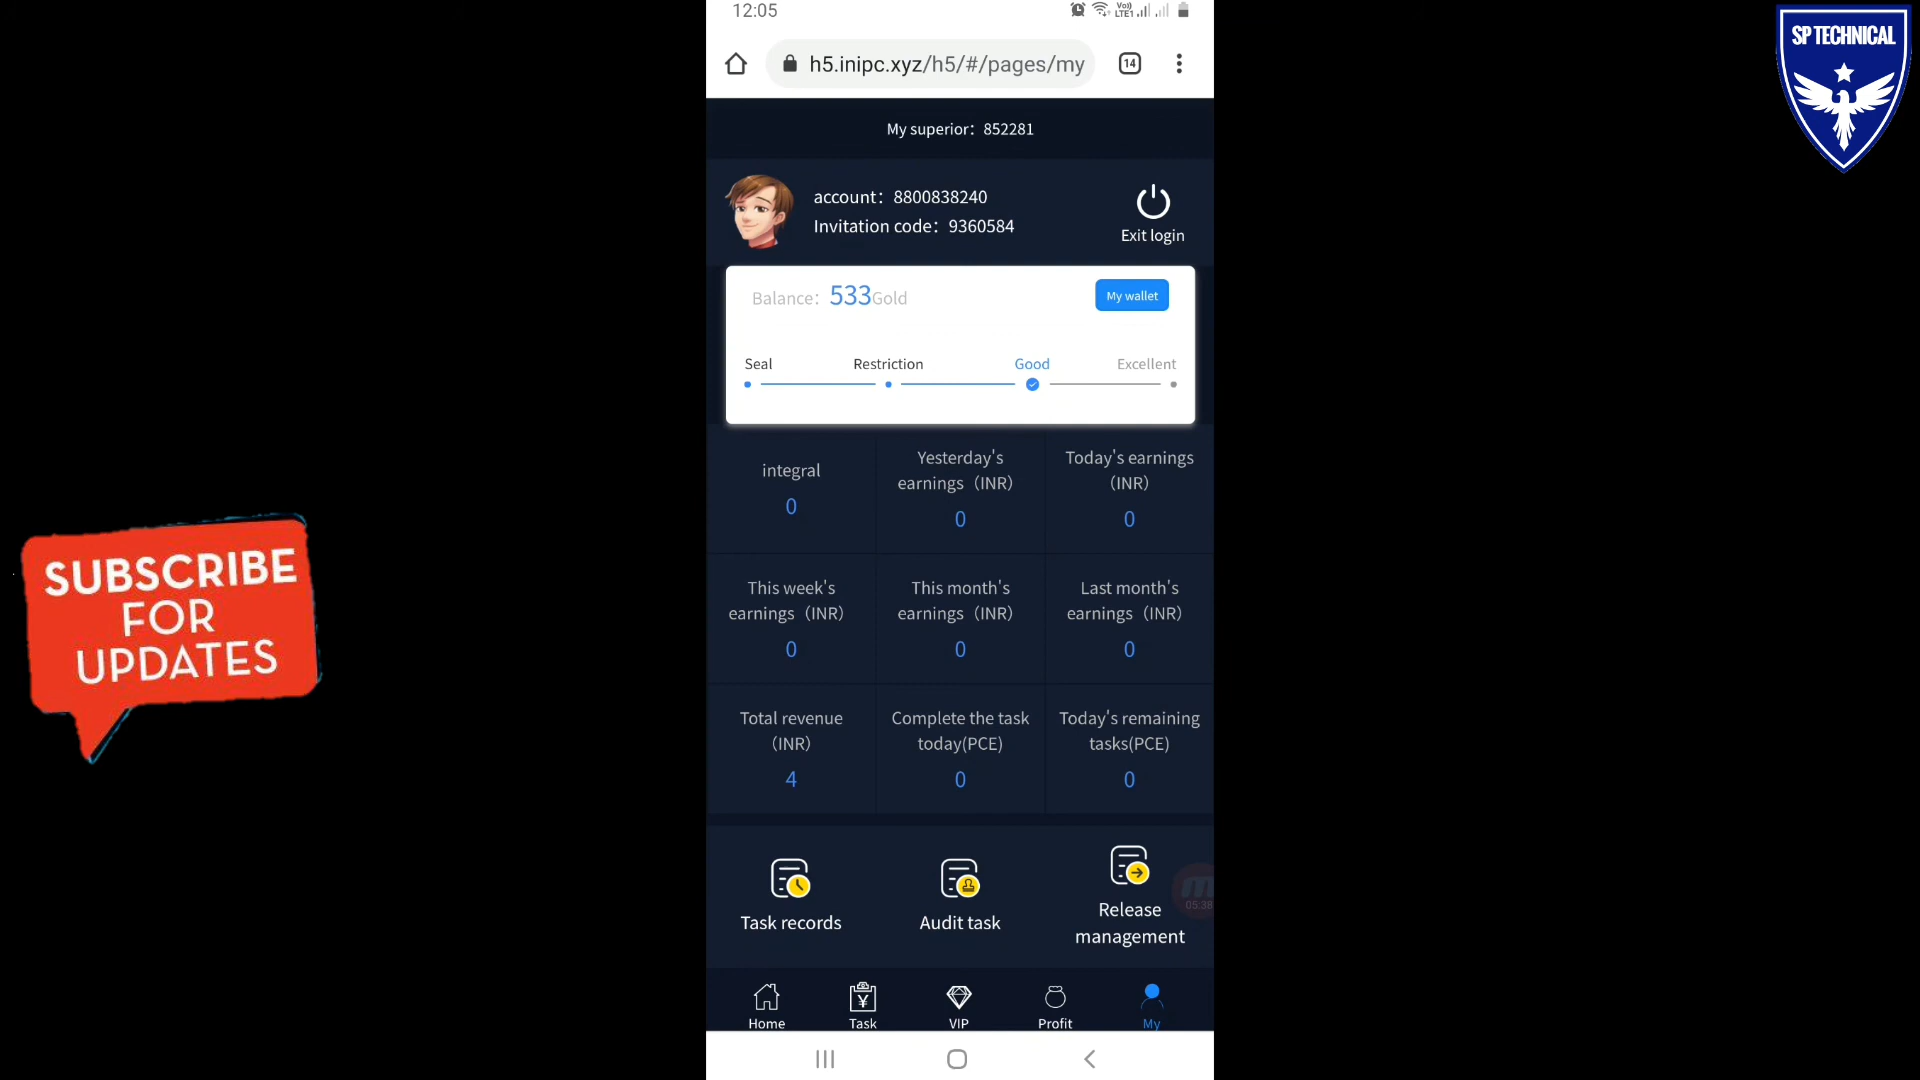 12:05
Vo))
LTE1
SP TECHNICAL
h5.inipc.xyz/h5/#/pages/my
14
My superior：852281
account：8800838240
Invitation code：9360584
Exit login
Balance：533Gold
My wallet
Seal
Restriction
Good
Excellent
integral
0
Yesterday's
earnings（INR）
0
Today's earnings
（INR）
0
This week's
earnings（INR）
0
This month's
earnings（INR）
0
Last month's
earnings（INR）
0
Total revenue
（INR）
4
Complete the task
today(PCE)
0
Today's remaining
tasks(PCE)
0
SUBSCRIBE
FOR
UPDATES
Task records
Audit task
Release
management
05:38
Home
Task
VIP
Profit
My